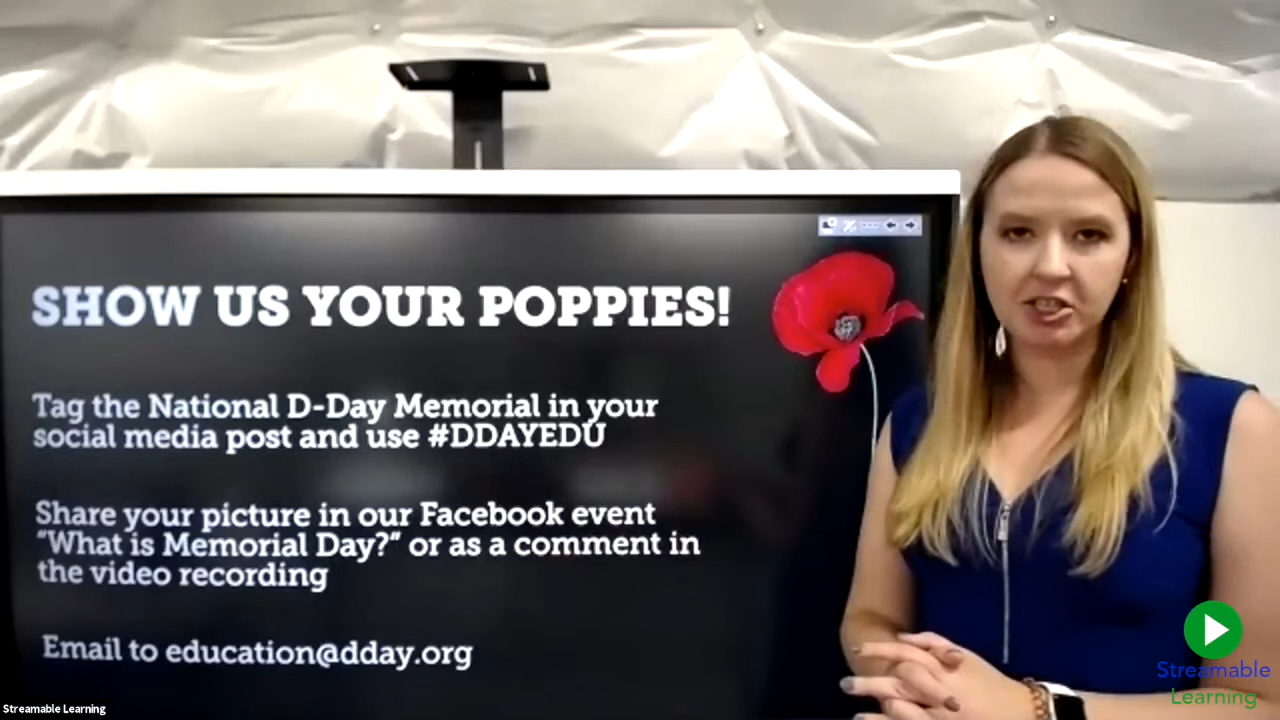 SHOW US YOUR POPPIES!
Tag the National D-Day Memorial in your
social media post and use #DDAYEDU
Share your picture in our Facebook event
“What is Memorial Day?” or as a comment in
the video recording
Email to education@dday.org
Streamable
Learning
Streamable Learning